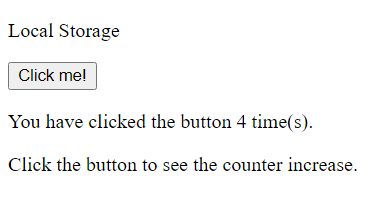 Local Storage
Click me!
You have clicked the button 4 time(s).
Click the button to see the counter increase.